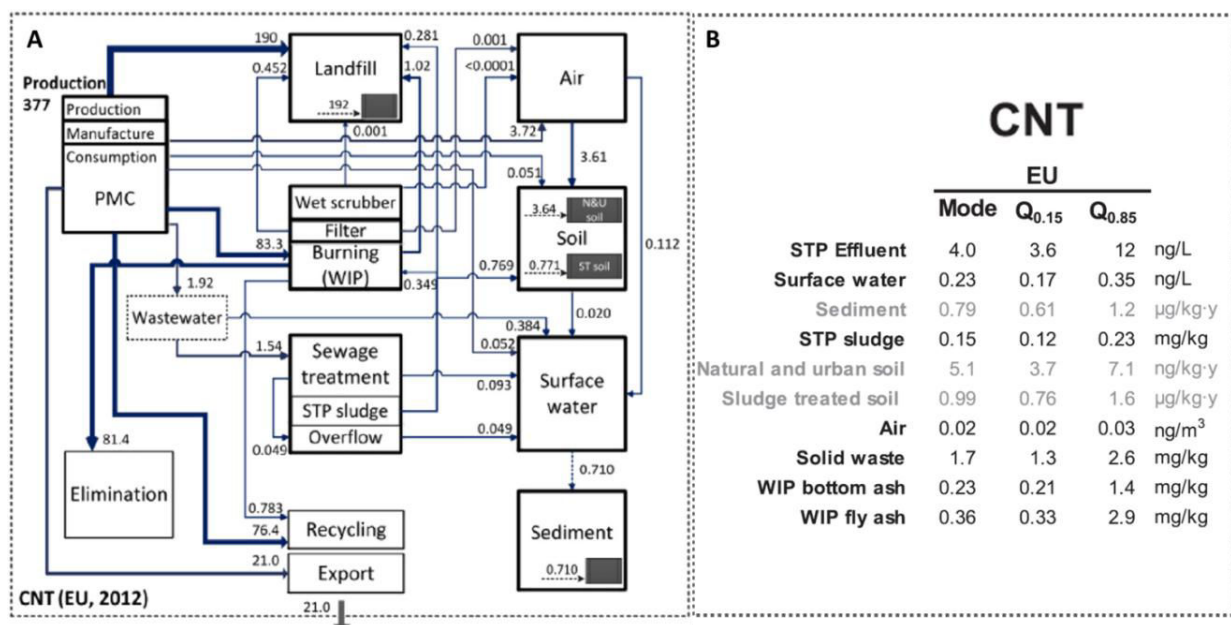 A
190
0.281
0.001
Landfill
Air
Production
377
0.452
1.02
<0.0001
Production
192
Manufacture
0.001
3.72
Consumption
3.61
0.051
PMC
Wet scrubber
3.64
N&U
soil
Filter
Soil
83.3
Burning
(WIP)
0.769
0.771
ST soil
0.112
0.349
1.92
Wastewater
0.384
0.020
1.54
Sewage
treatment
0.052
0.093
Surface
water
STP sludge
0.049
Overflow
0.049
81.4
0.710
Elimination
0.783
Recycling
76.4
Sediment
21.0
Export
0.710
CNT (EU, 2012)
21.0
B
CNT
EU
Mode Q0.15 Q0.85
STP Effluent 4.0 3.6 12 ng/L
Surface water 0.23 0.17 0.35 ng/L
Sediment 0.79 0.61 1.2 µg/kg·y
STP sludge 0.15 0.12 0.23 mg/kg
Natural and urban soil 5.1 3.7 7.1 ng/kg·y
Sludge treated soil 0.99 0.76 1.6 µg/kg·y
Air 0.02 0.02 0.03 ng/m³
Solid waste 1.7 1.3 2.6 mg/kg
WIP bottom ash 0.23 0.21 1.4 mg/kg
WIP fly ash 0.36 0.33 2.9 mg/kg